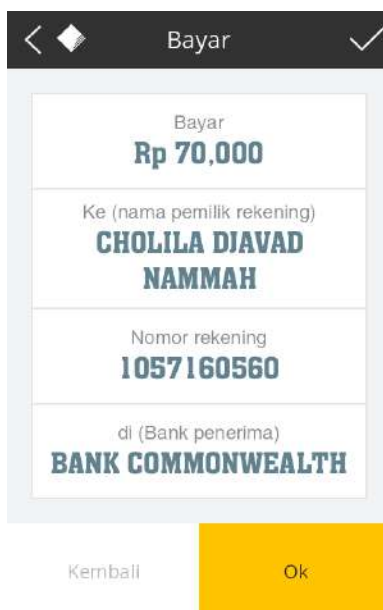 Bayar
Bayar
Rp 70,000
Ke (nama pemilik rekening)
CHOLILA DJAVAD
NAMMAH
Nomor rekening
1057160560
di (Bank penerima)
BANK COMMONWEALTH
Kembali
Ok